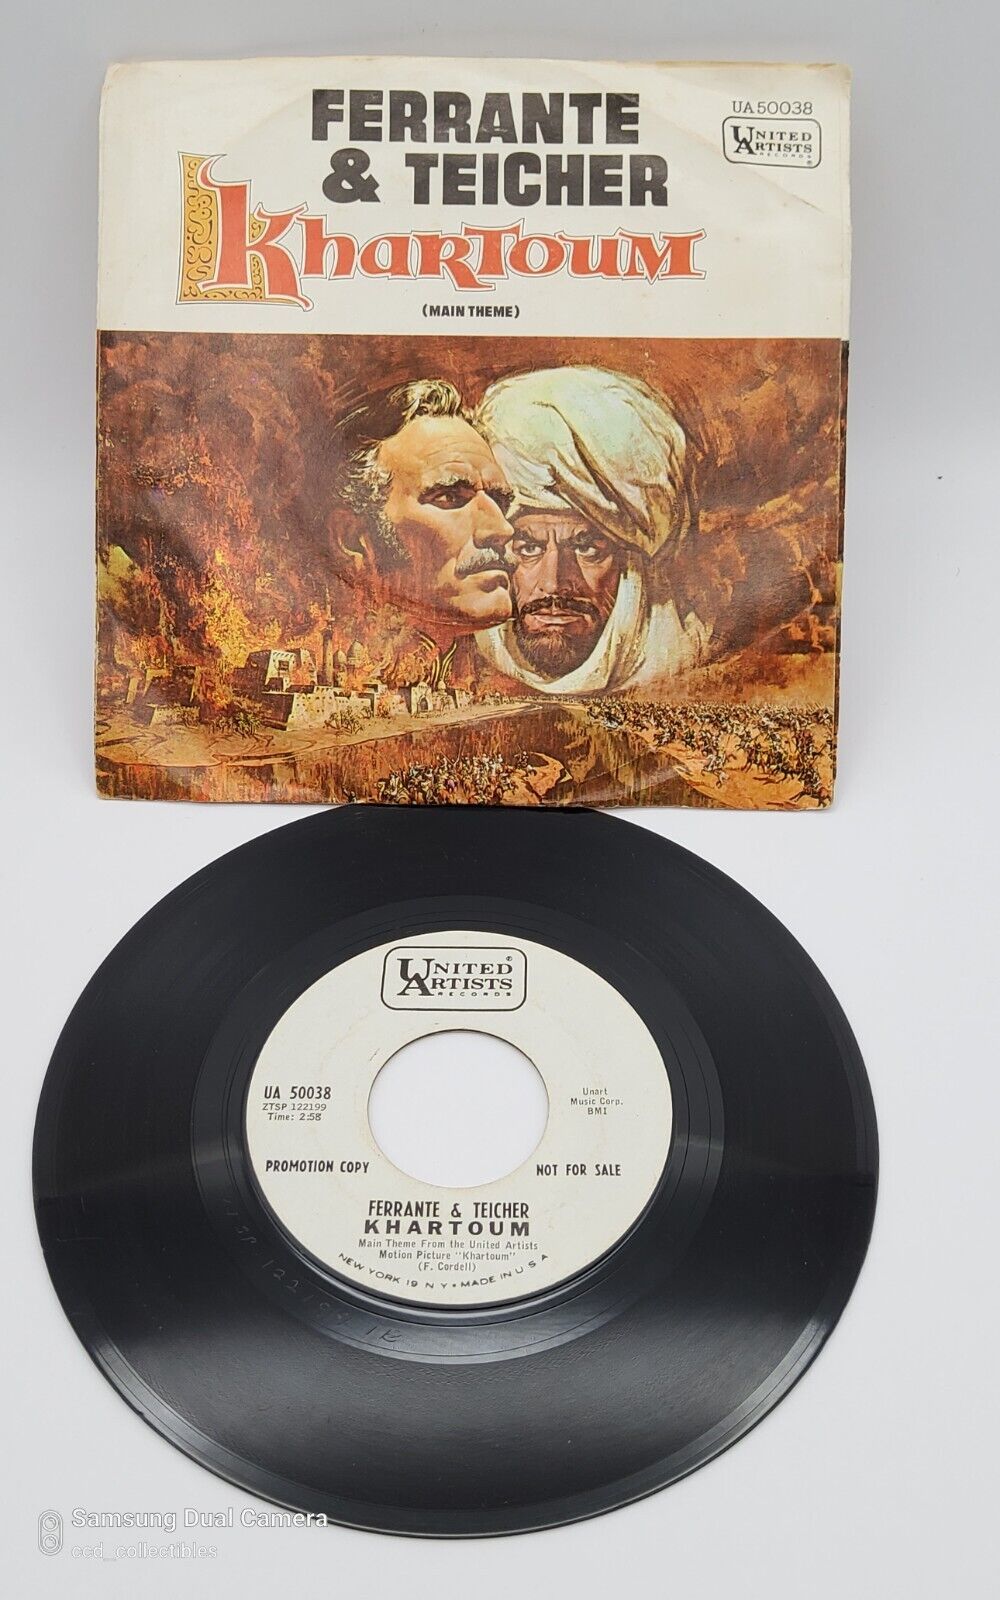 FERRANTE
& TEICHER
UA 50038
UNITED
ARTISTS
RECORDS
®
Khartoum
(MAIN THEME)
UNITED
ARTISTS
RECORDS
®
UA 50038
ZTSP 122199
Time: 2:58
Unart
Music Corp.
BMI
PROMOTION COPY
NOT FOR SALE
FERRANTE & TEICHER
KHARTOUM
Main Theme From the United Artists
Motion Picture "Khartoum"
(F. Cordell)
NEW YORK 19 N Y • MADE IN U S A
Samsung Dual Camera
ccd_collectibles